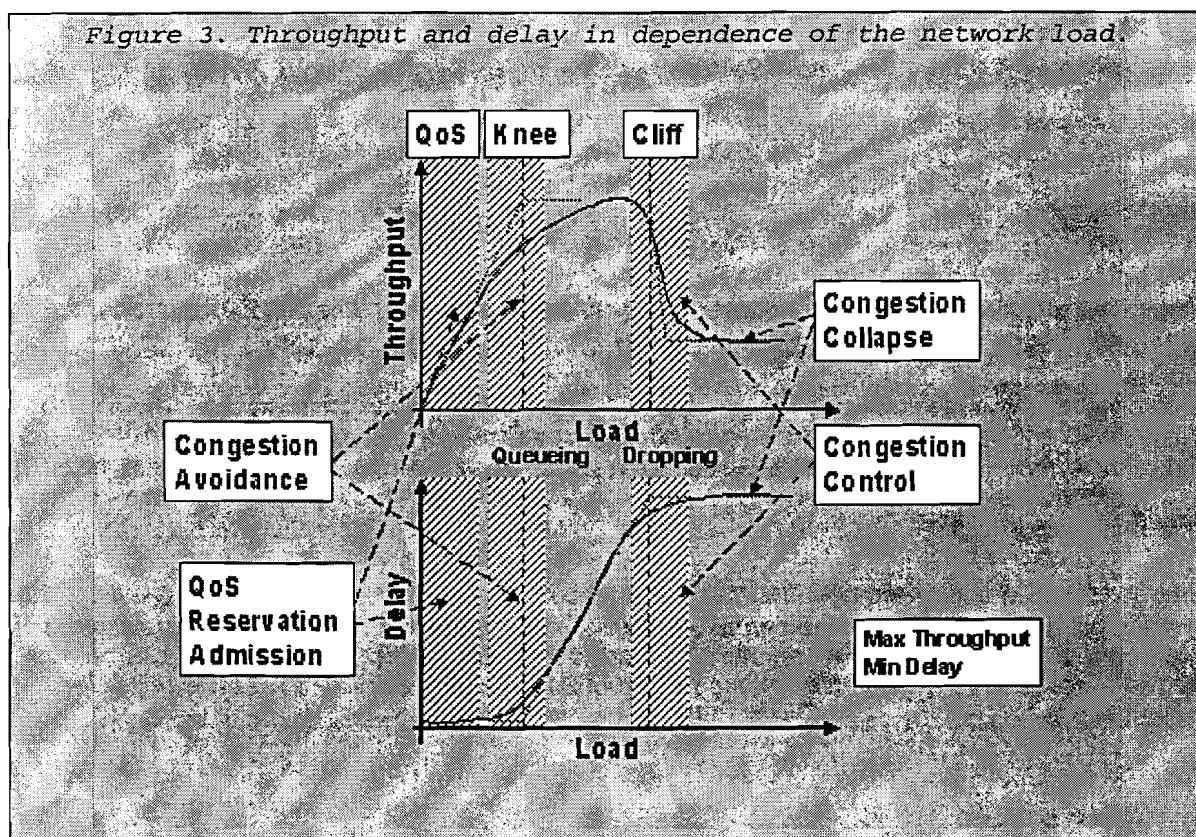 Figure 3. Throughput and delay in dependence of the network load.
QoS
Knee
Cliff
Throughput
Congestion
Collapse
Load
Queueing
Dropping
Congestion
Avoidance
Congestion
Control
Delay
QoS
Reservation
Admission
Max Throughput
Min Delay
Load